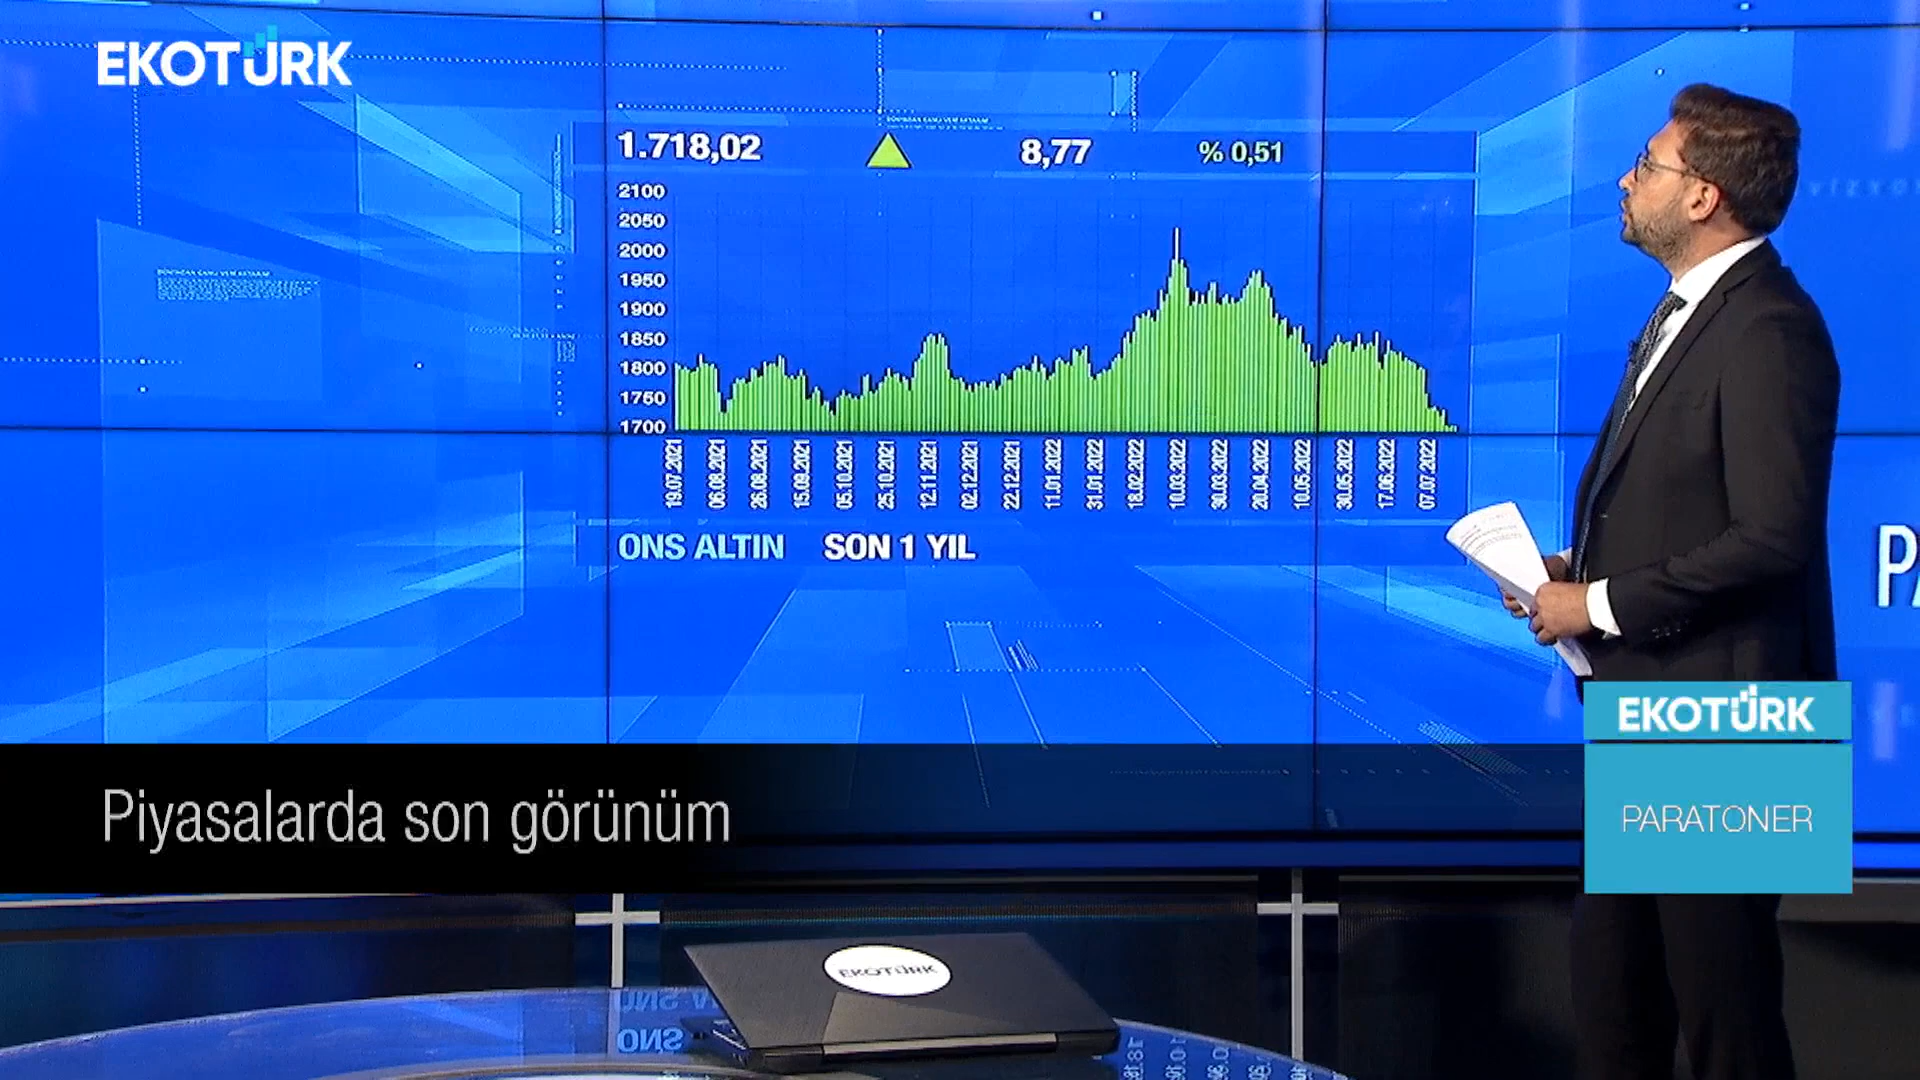 EKOTÜRK
1.718,02 8,77 % 0,51
2100
2050
2000
1950
1900
1850
1800
1750
1700
19.07.2021 06.08.2021 26.08.2021 15.09.2021 05.10.2021 25.10.2021 12.11.2021 02.12.2021 22.12.2021 11.01.2022 31.01.2022 18.02.2022 10.03.2022 30.03.2022 20.04.2022 10.05.2022 30.05.2022 17.06.2022 07.07.2022
ONS ALTIN SON 1 YIL
PA
EKOTÜRK
Piyasalarda son görünüm
PARATONER
EKOTÜRK